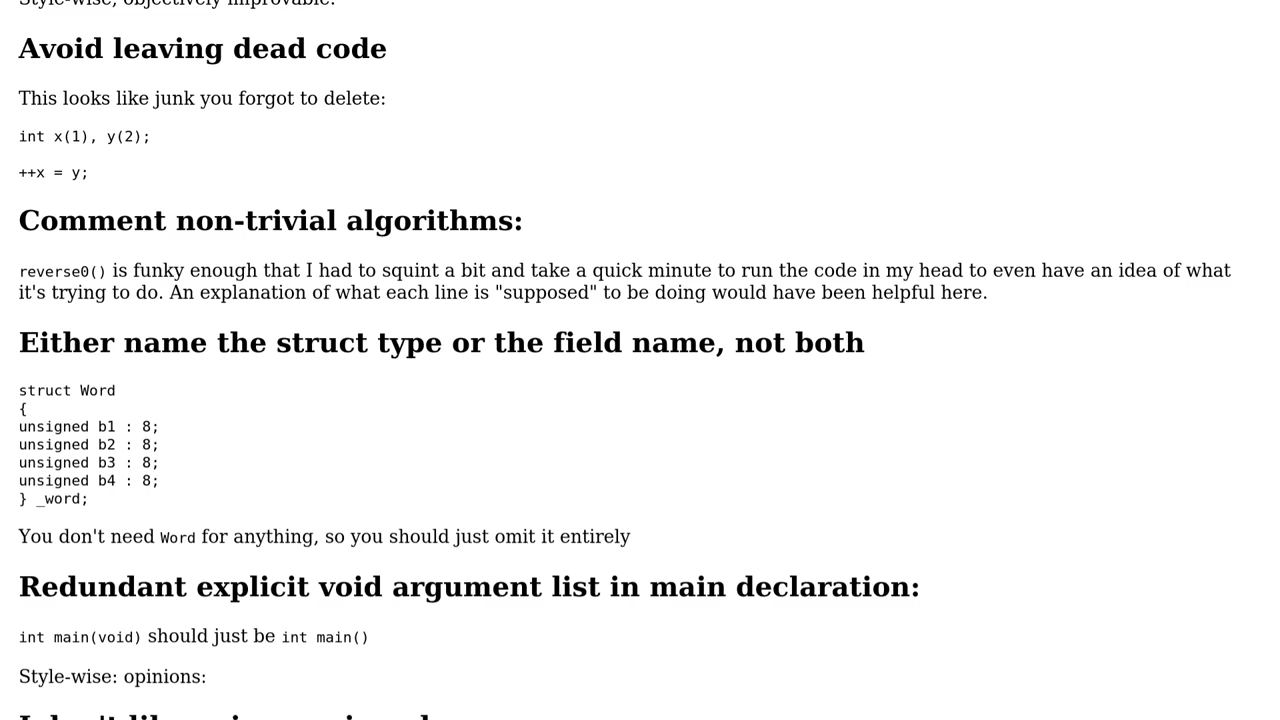 Style-wise, objectively improvable:
Avoid leaving dead code
This looks like junk you forgot to delete:
int x(1), y(2);
++x = y;
Comment non-trivial algorithms:
reverse0() is funky enough that I had to squint a bit and take a quick minute to run the code in my head to even have an idea of what
it's trying to do. An explanation of what each line is "supposed" to be doing would have been helpful here.
Either name the struct type or the field name, not both
struct Word
{
unsigned b1 : 8;
unsigned b2 : 8;
unsigned b3 : 8;
unsigned b4 : 8;
} _word;
You don't need Word for anything, so you should just omit it entirely
Redundant explicit void argument list in main declaration:
int main(void) should just be int main()
Style-wise: opinions: